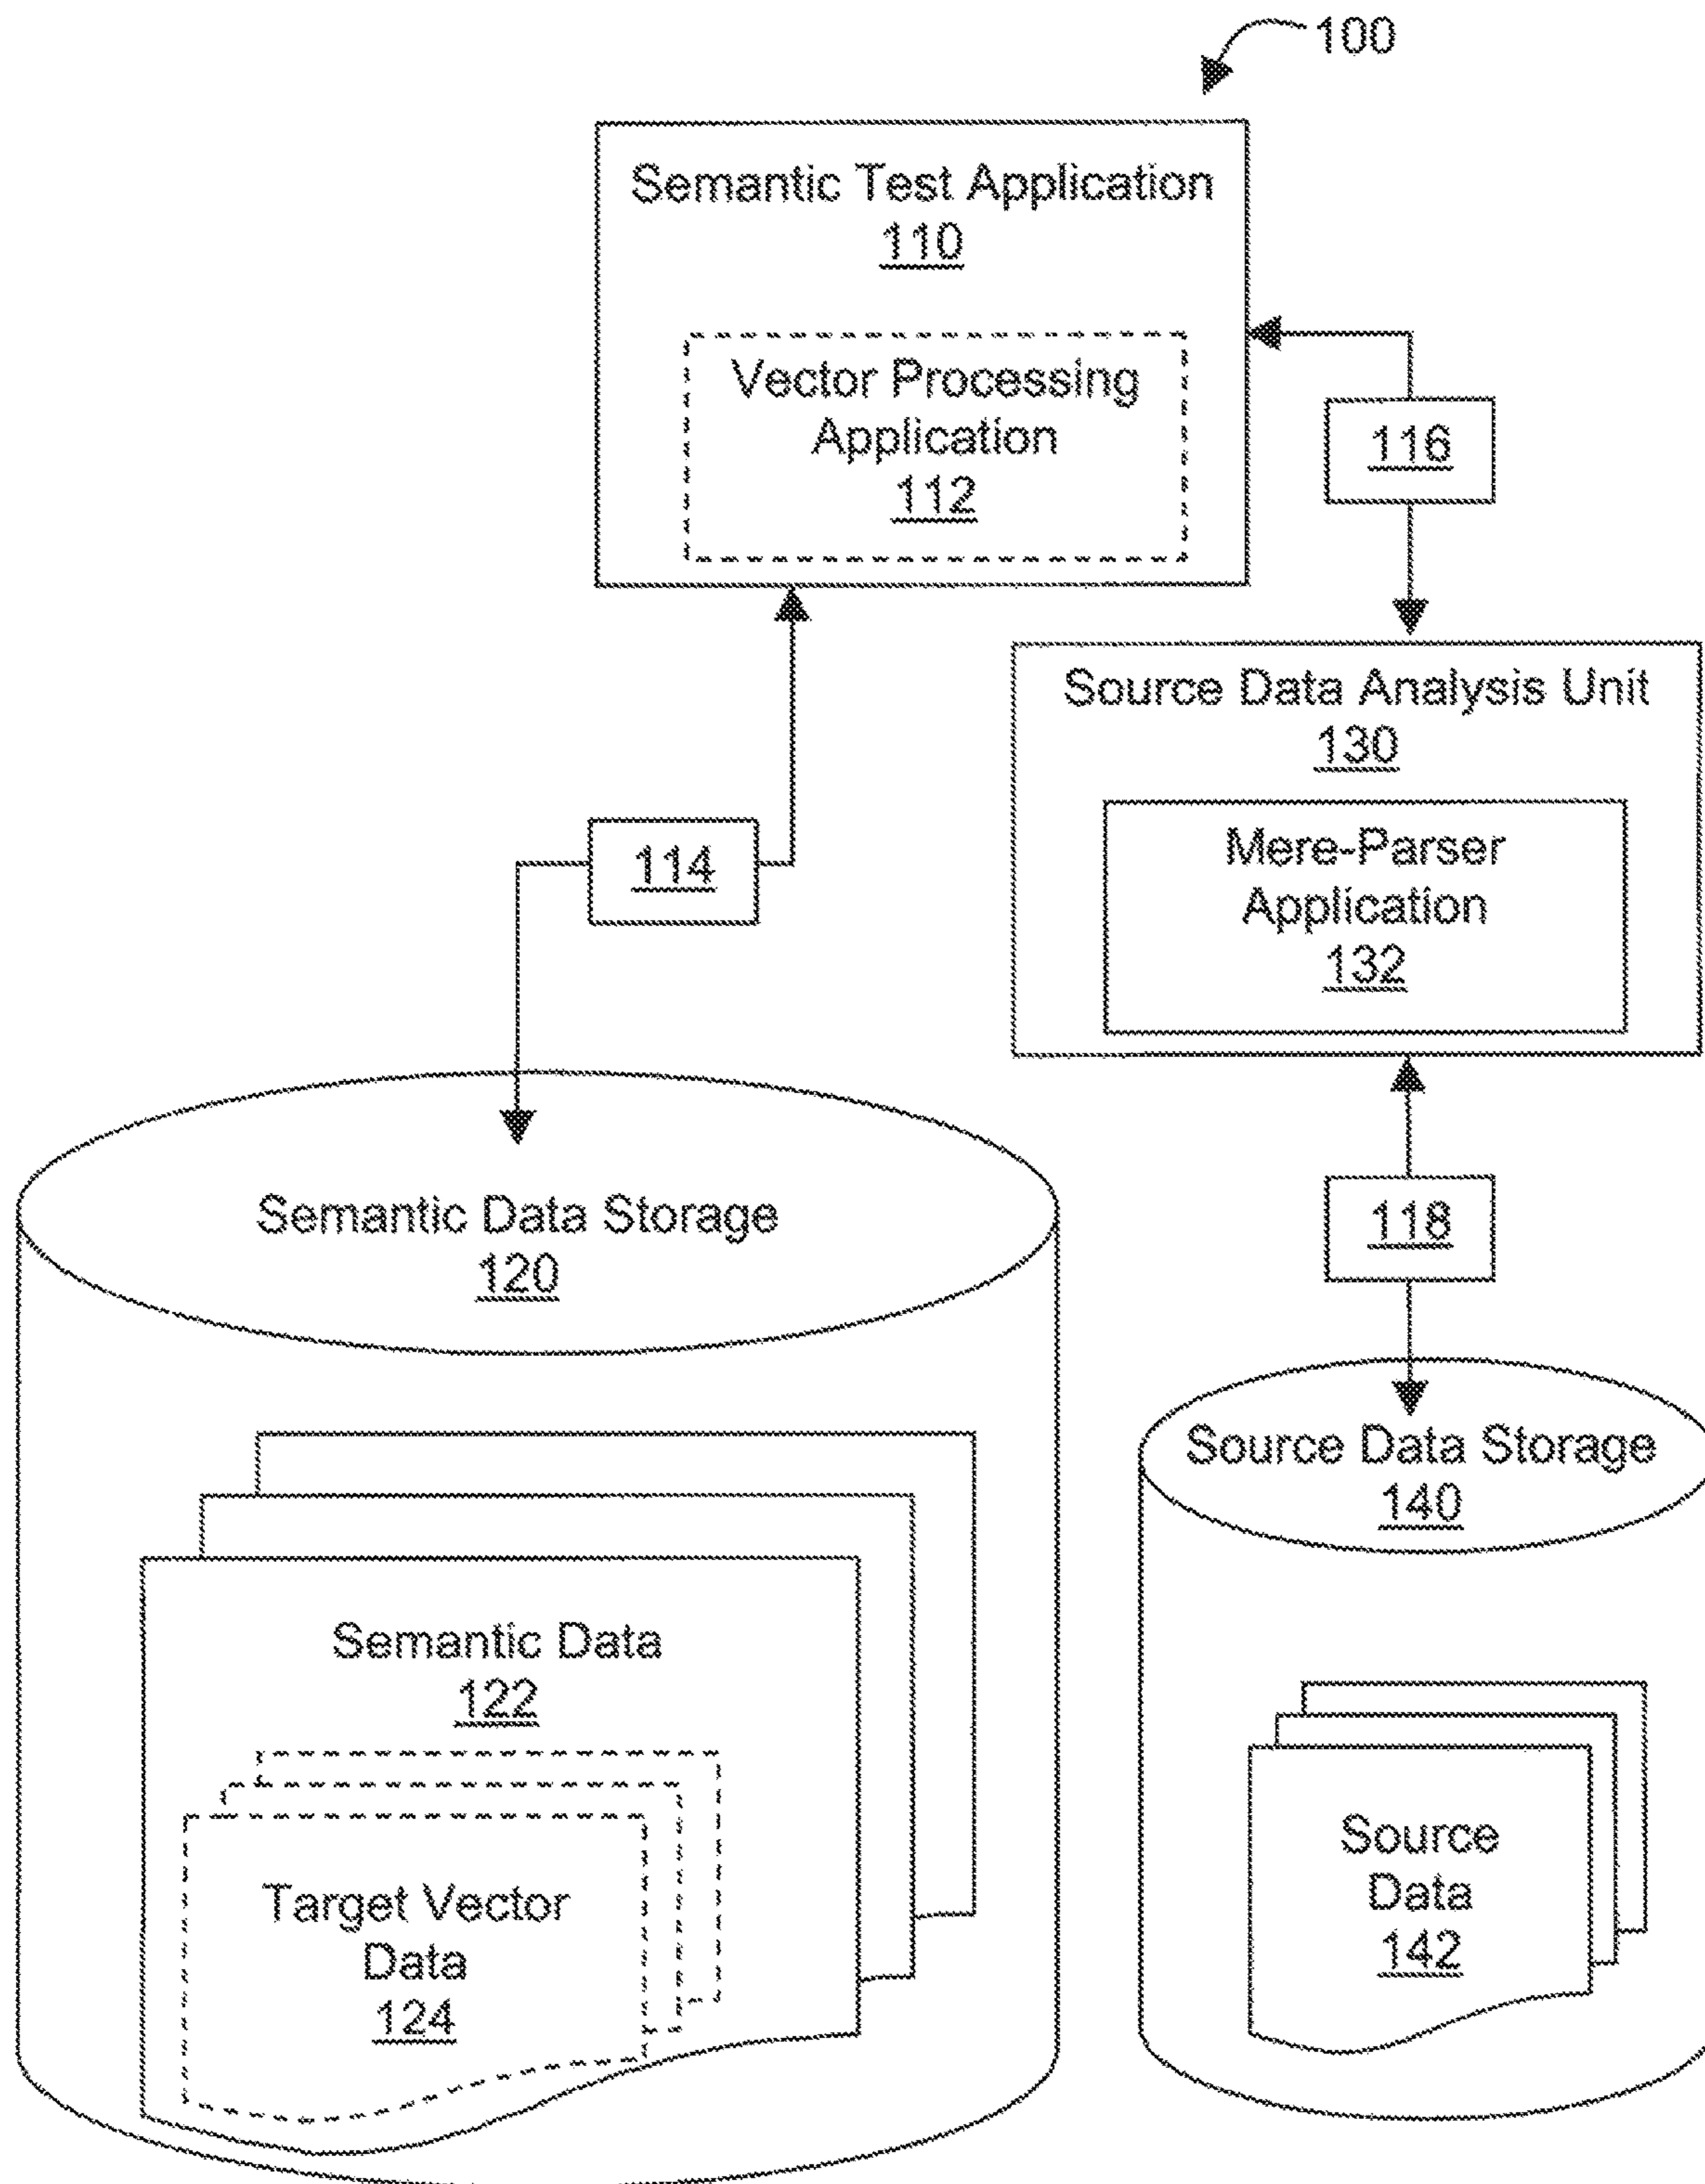 100
Semantic Test Application
110
Vector Processing
Application
112
116
Source Data Analysis Unit
130
Mere-Parser
Application
132
114
118
Semantic Data Storage
120
Source Data Storage
140
Semantic Data
122
Target Vector
Data
124
Source
Data
142